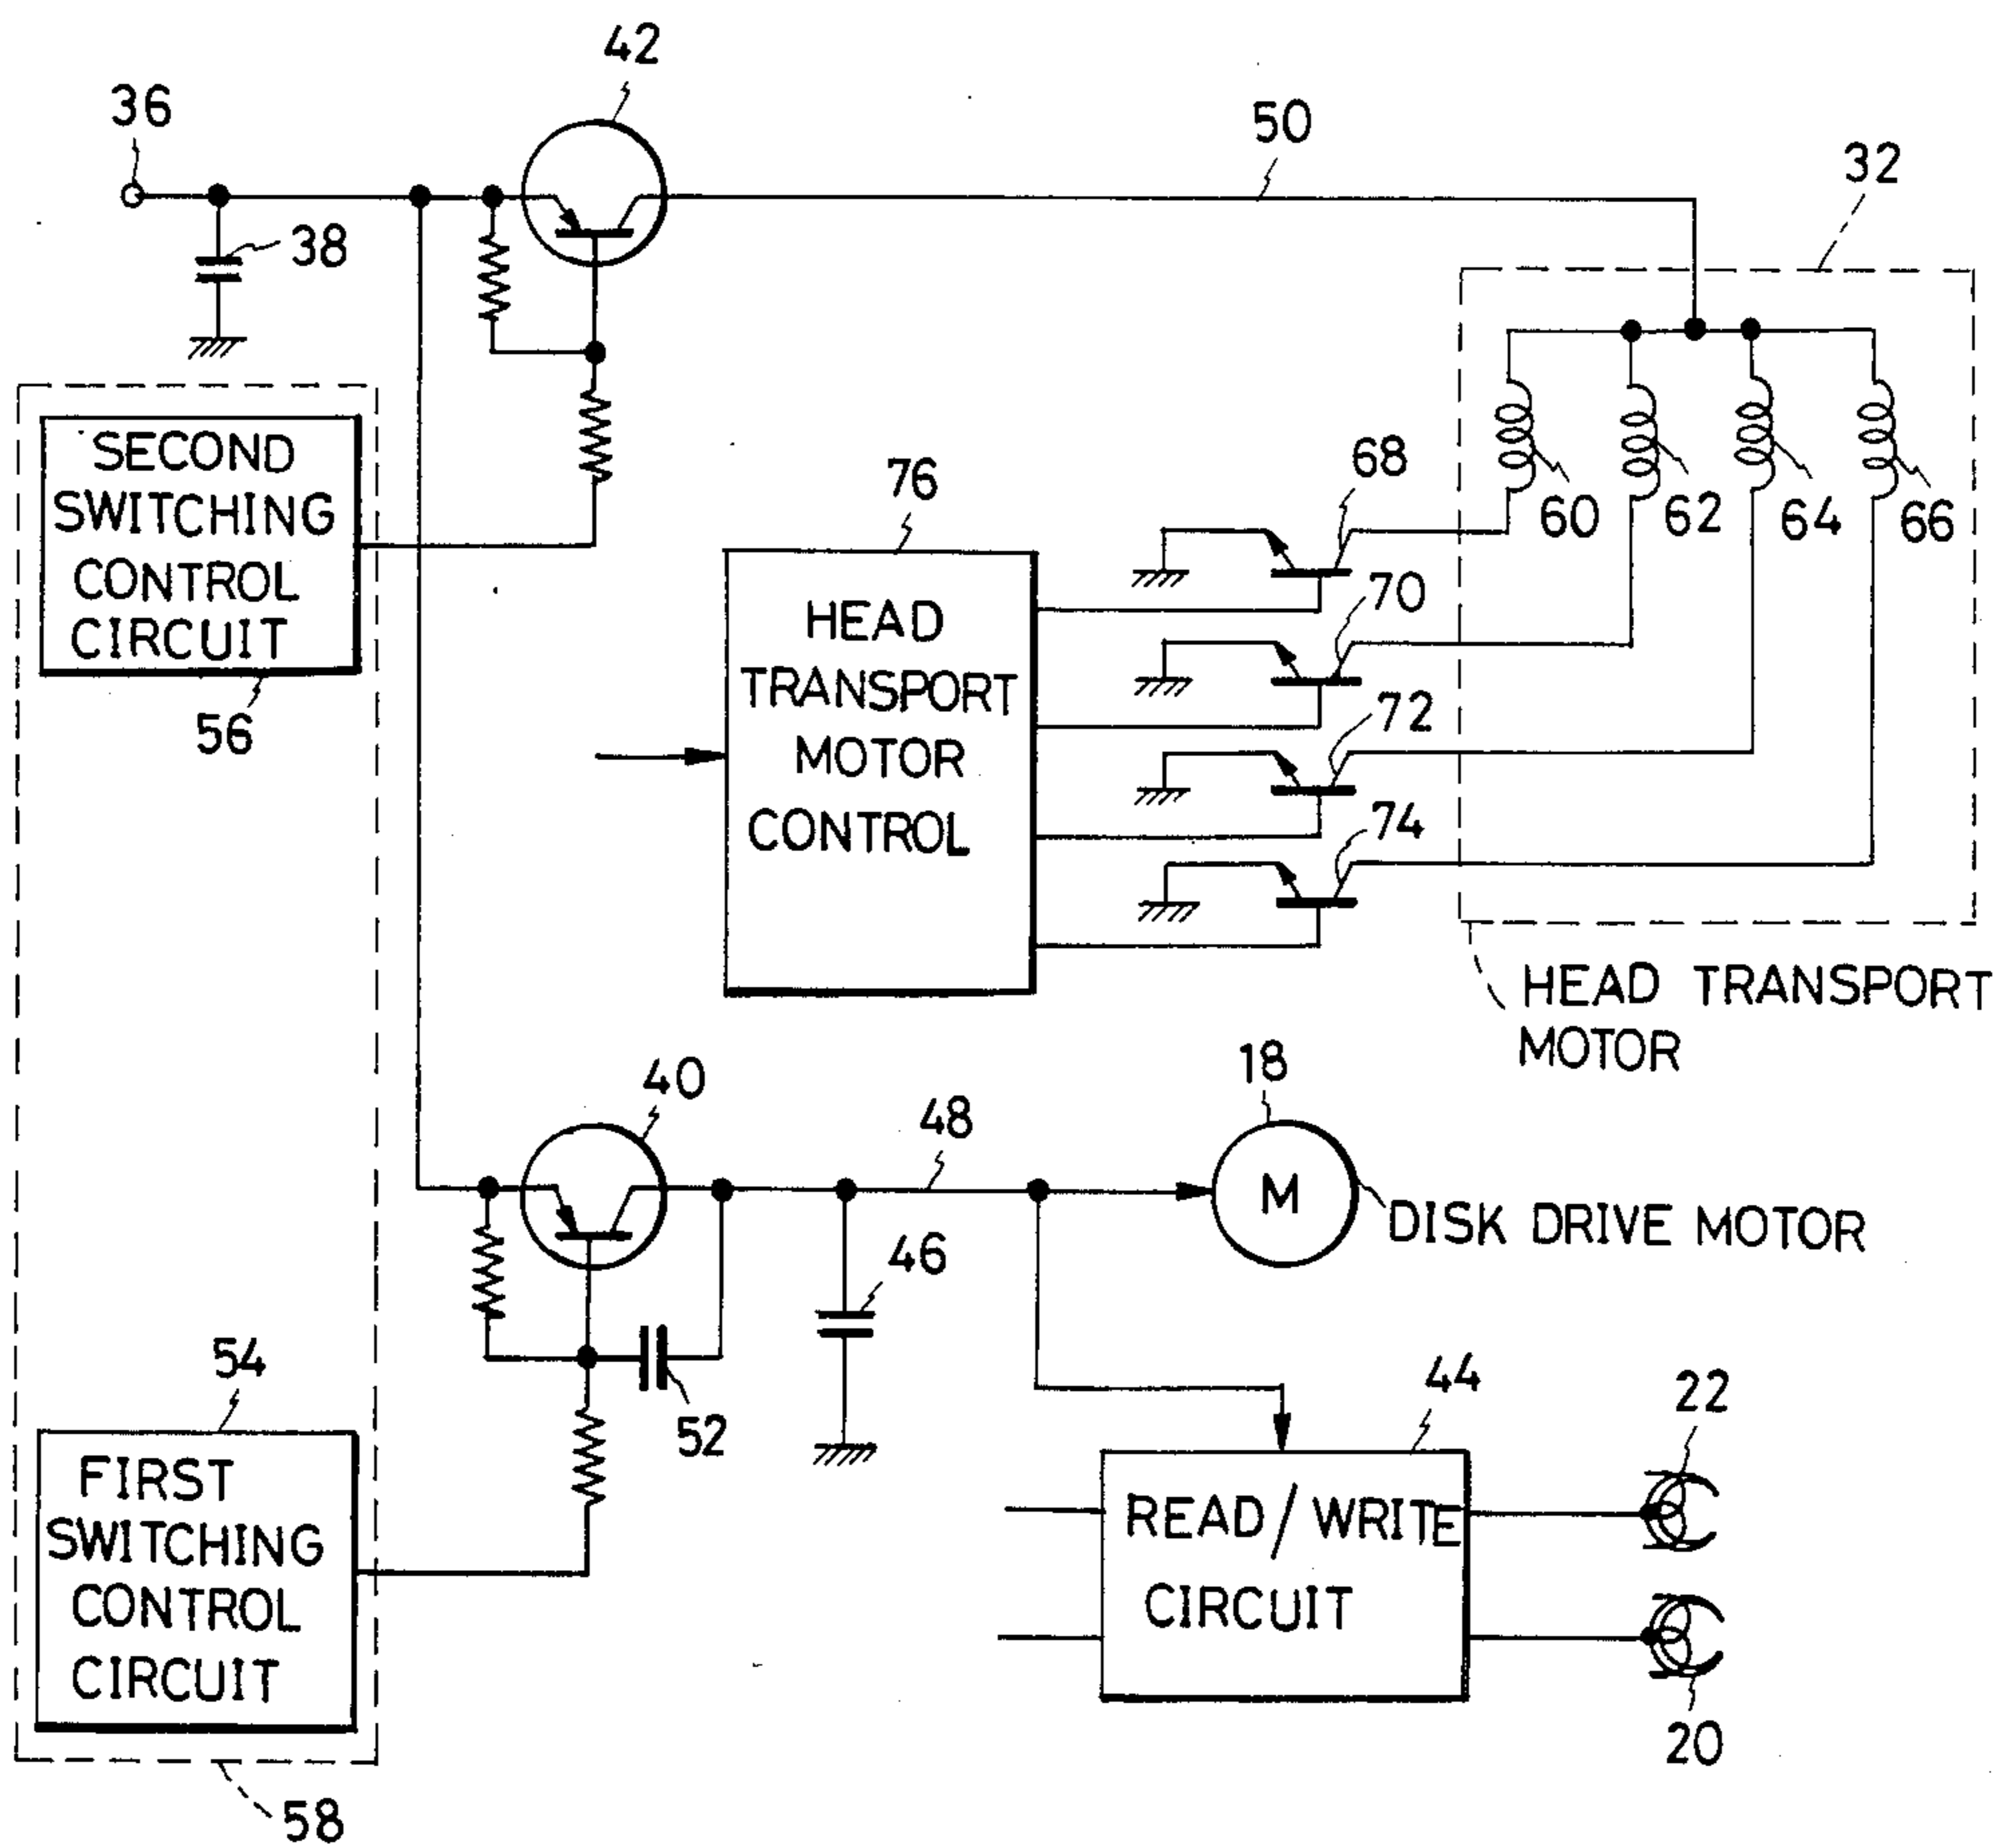 42
36
50
32
38
SECOND
SWITCHING
CONTROL
CIRCUIT
56
76
HEAD
TRANSPORT
MOTOR
CONTROL
68
70
72
74
60
62
64
66
HEAD TRANSPORT
MOTOR
40
48
18
M
DISK DRIVE MOTOR
46
52
54
FIRST
SWITCHING
CONTROL
CIRCUIT
44
READ/WRITE
CIRCUIT
22
20
58